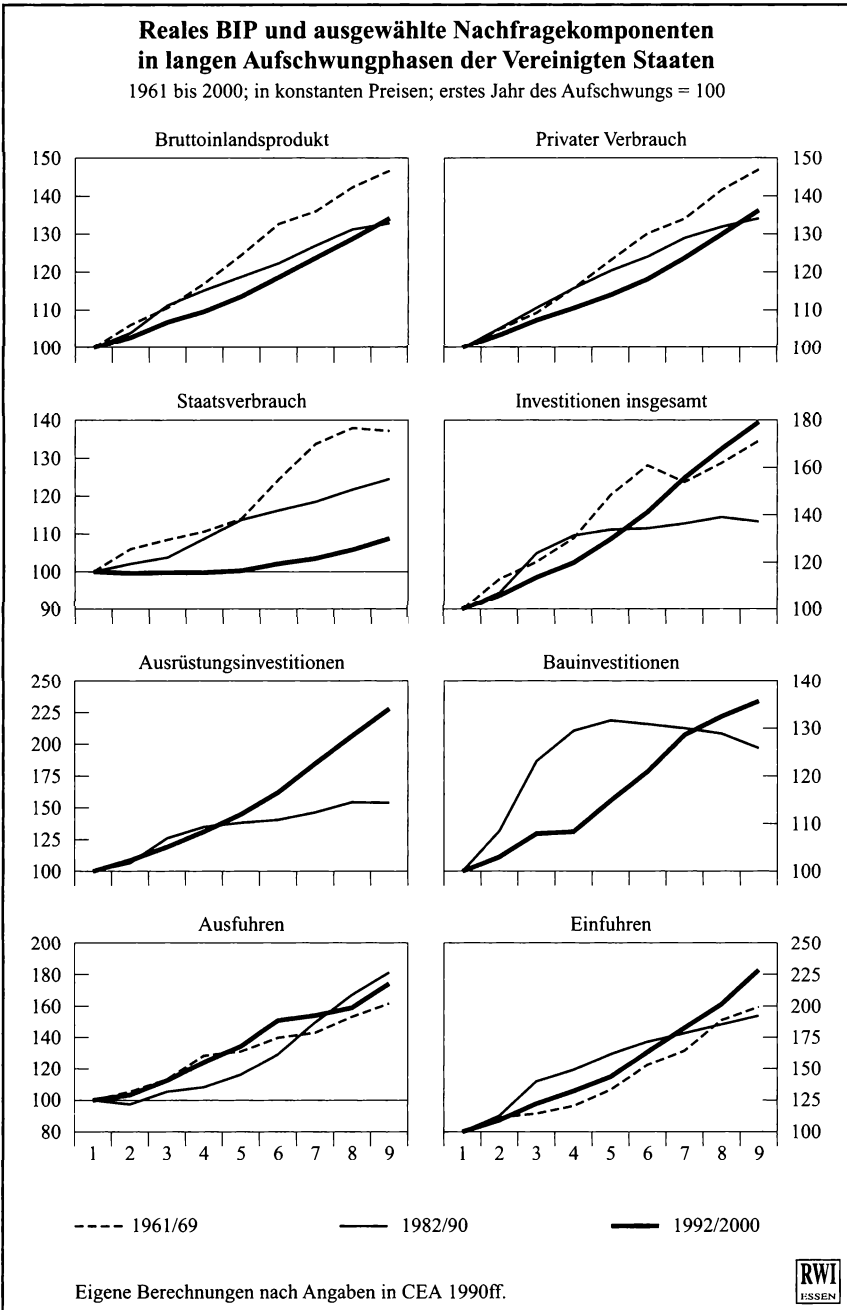 Reales BIP und ausgewählte Nachfragekomponenten
in langen Aufschwungphasen der Vereinigten Staaten
1961 bis 2000; in konstanten Preisen; erstes Jahr des Aufschwungs = 100
Bruttoinlandsprodukt
150
140
130
120
110
100
Privater Verbrauch
150
140
130
120
110
100
Staatsverbrauch
140
130
120
110
100
90
Investitionen insgesamt
180
160
140
120
100
Ausrüstungsinvestitionen
250
225
200
175
150
125
100
Bauinvestitionen
140
130
120
110
100
Ausfuhren
200
180
160
140
120
100
80
1 2 3 4 5 6 7 8 9
Einfuhren
250
225
200
175
150
125
100
1 2 3 4 5 6 7 8 9
1961/69 1982/90 1992/2000
Eigene Berechnungen nach Angaben in CEA 1990ff.
RWI
ESSEN